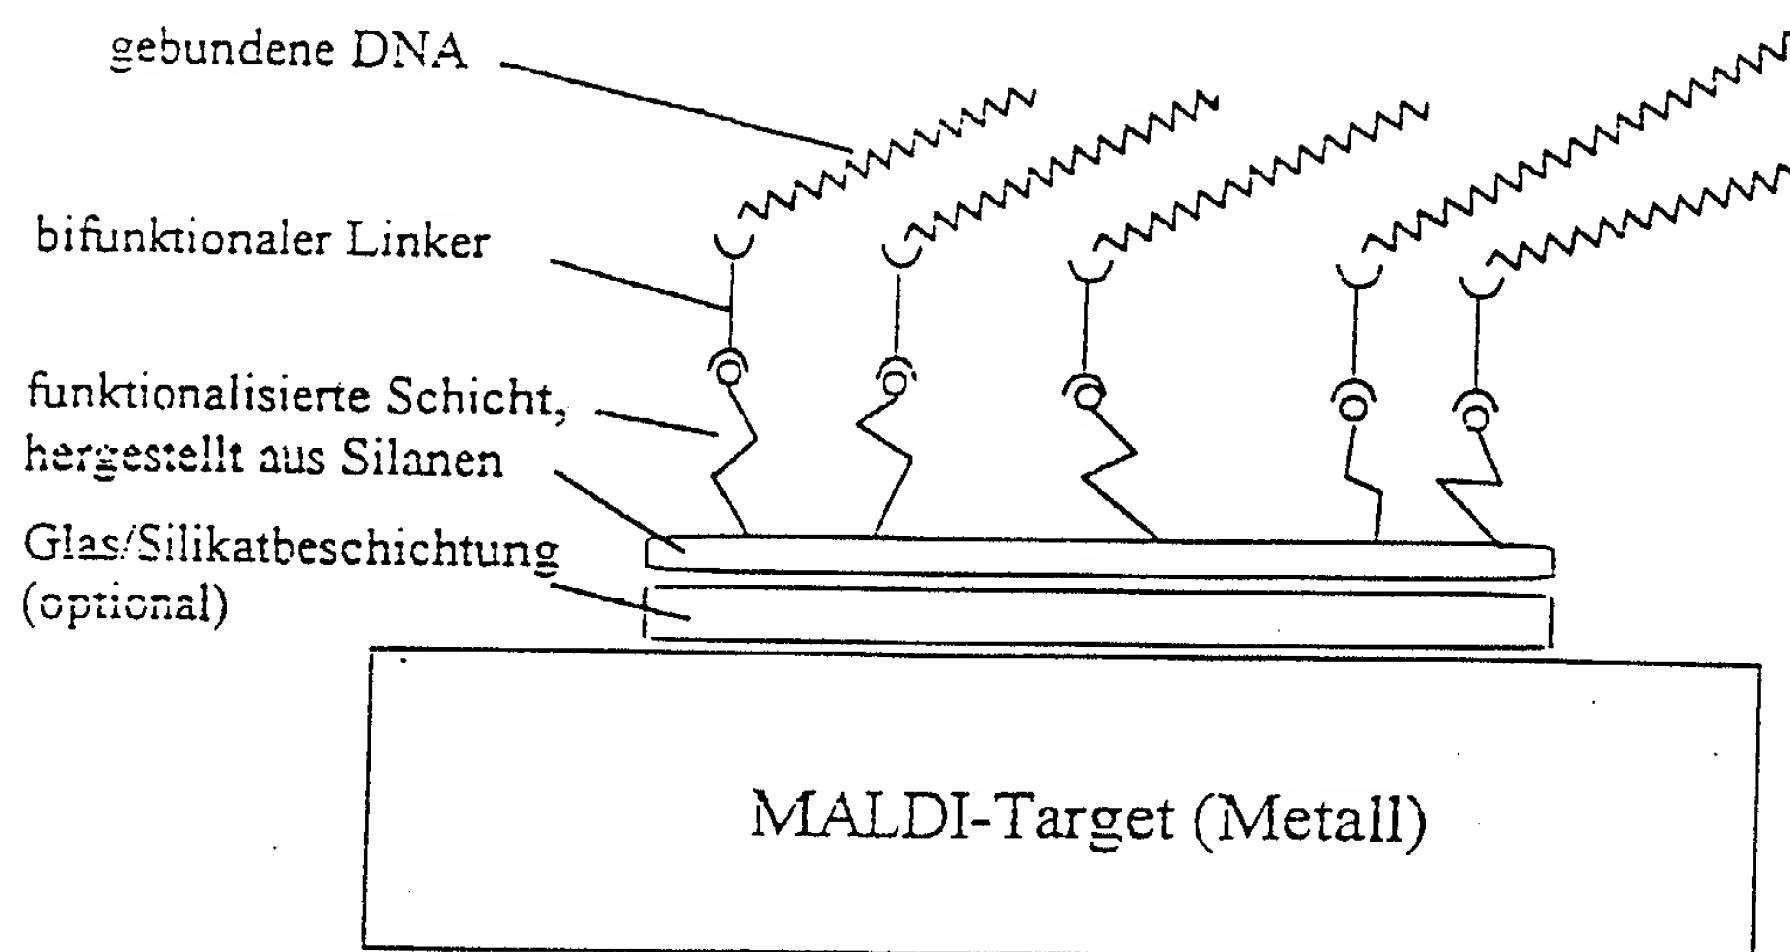 gebundene DNA
bifunktionaler Linker
funktionalisierte Schicht,
hergestellt aus Silanen
Glas/Silikatbeschichtung
(optional)
MALDI-Target (Metall)